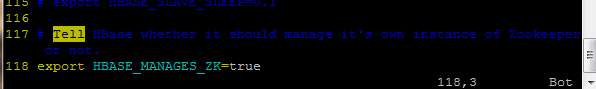 115 # export HBASE_SLAVE_SLEEP=0.1
116
117 # Tell HBase whether it should manage it's own instance of Zookeeper
or not.
118 export HBASE_MANAGES_ZK=true
118,3 Bot